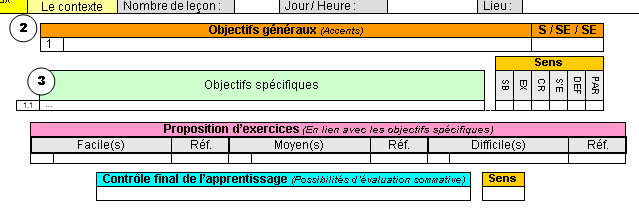 Le contexte Nombre de leçon : Jour / Heure : Lieu :
2 Objectifs généraux (Accents) S / SE / SE
1
3 Objectifs spécifiques Sens
SB EX CR S'E DEF PAR
1.1 ...
Proposition d'exercices (En lien avec les objectifs spécifiques)
Facile(s) Réf. Moyen(s) Réf. Difficile(s) Réf.
Contrôle final de l'apprentissage (Possibilités d'évaluation sommative) Sens